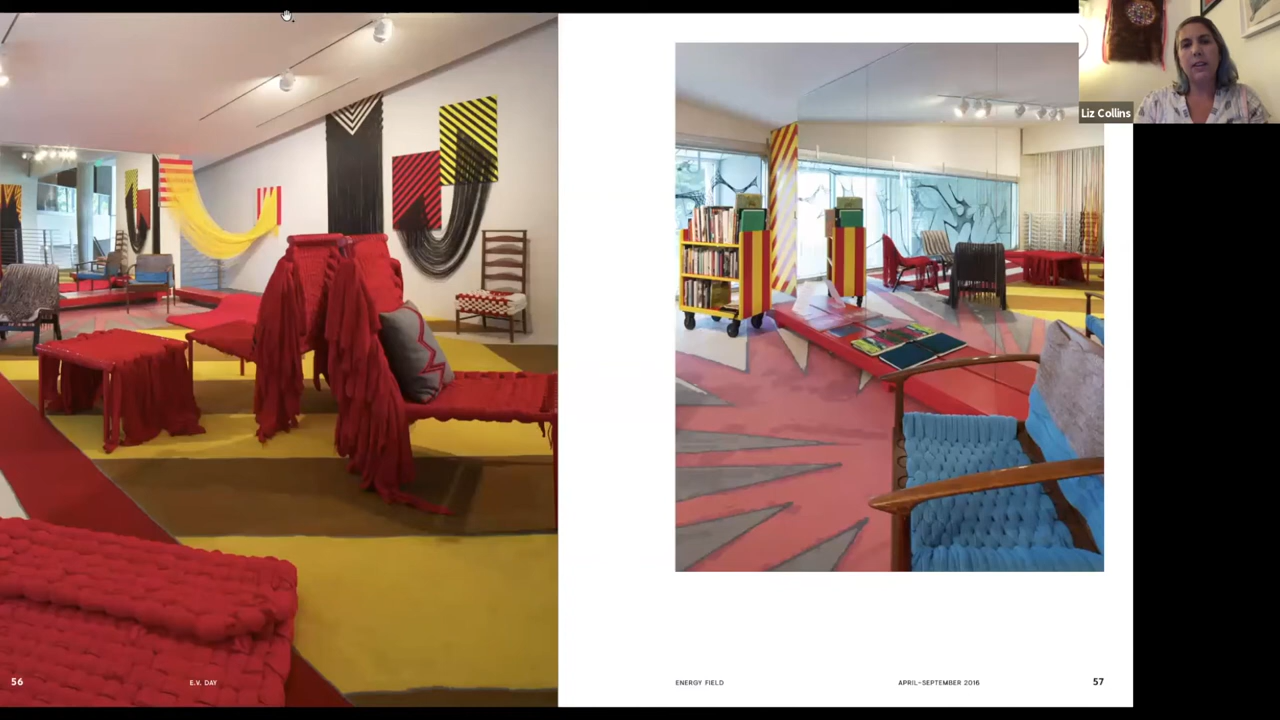 Liz Collins
56
E.V. DAY
ENERGY FIELD
APRIL–SEPTEMBER 2016
57